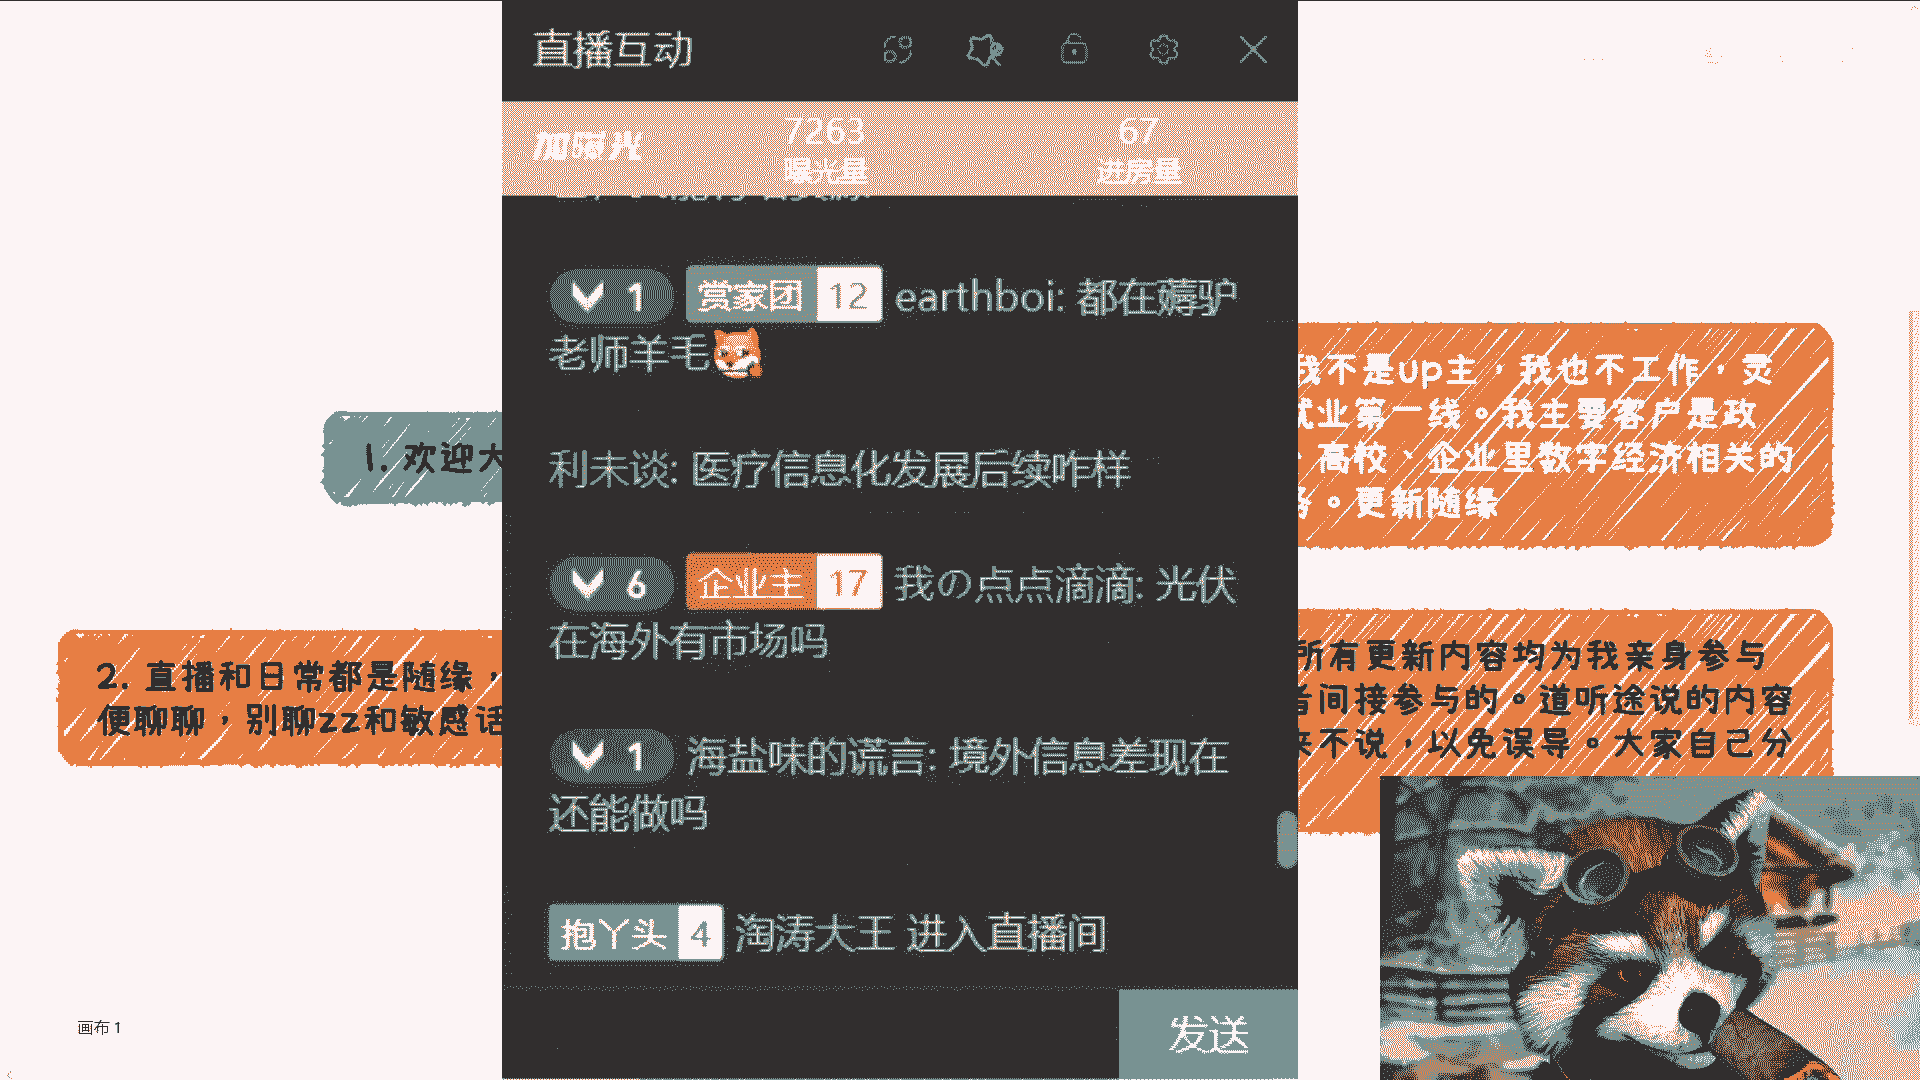 直播互动
加曝光
7263
曝光量
67
进房量
1 赏家团 12 earthboi: 都在薅驴
老师羊毛
利未谈: 医疗信息化发展后续咋样
6 企业主 17 我の点点滴滴: 光伏
在海外有市场吗
1 海盐味的谎言: 境外信息差现在
还能做吗
抱丫头 4 淘涛大王 进入直播间
发送
1. 欢迎大
2. 直播和日常都是随缘，
便聊聊，别聊zz和敏感话
我不是up主，我也不工作，灵
就业第一线。我主要客户是政
、高校、企业里数字经济相关的
务。更新随缘
所有更新内容均为我亲身参与
者间接参与的。道听途说的内容
来不说，以免误导。大家自己分
画布 1